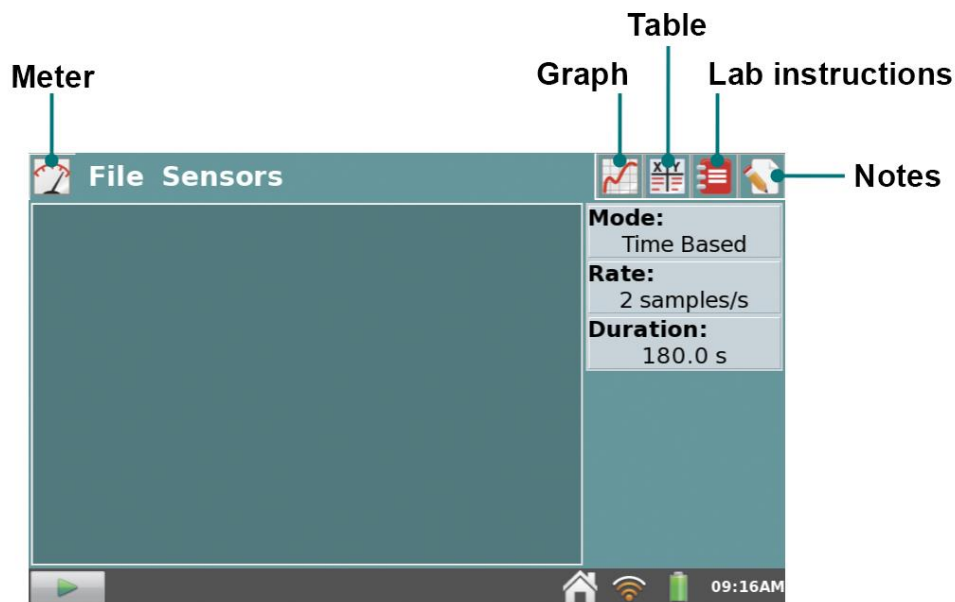 Table
Meter
Graph
Lab instructions
File Sensors
X Y
Notes
Mode:
Time Based
Rate:
2 samples/s
Duration:
180.0 s
09:16AM